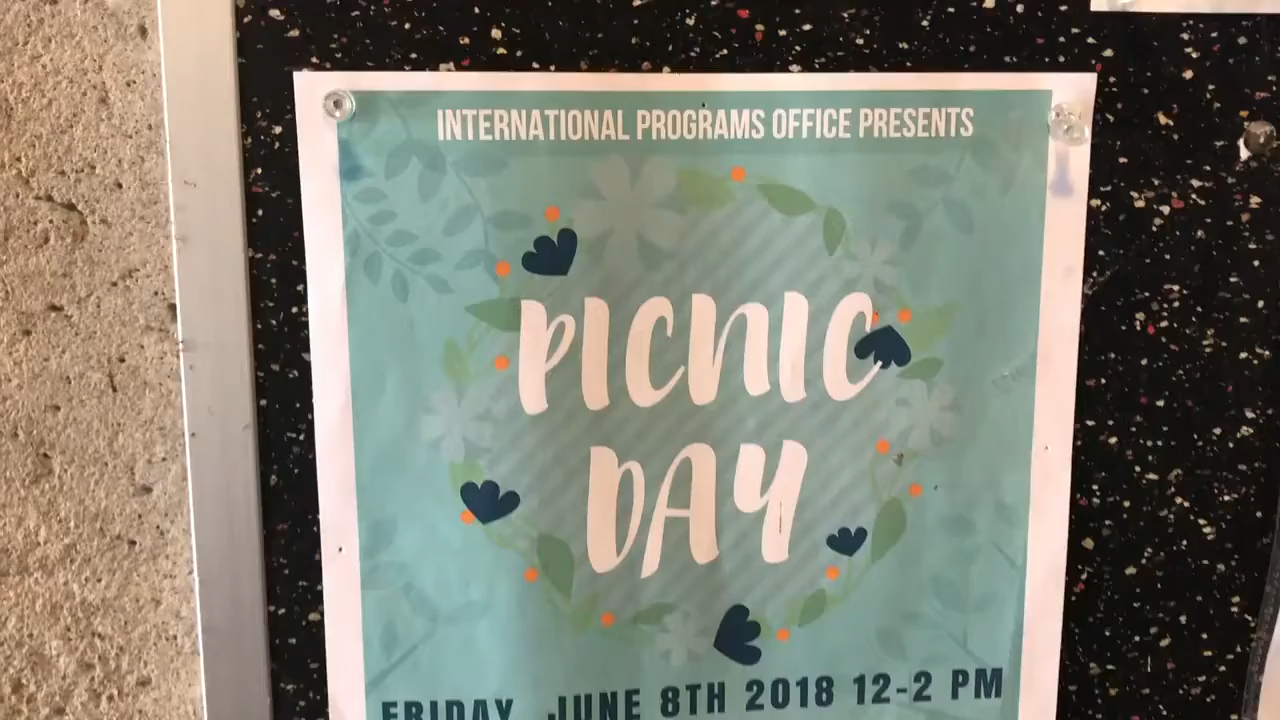 INTERNATIONAL PROGRAMS OFFICE PRESENTS
PICNIC
DAY
FRIDAY, JUNE 8TH 2018 12-2 PM